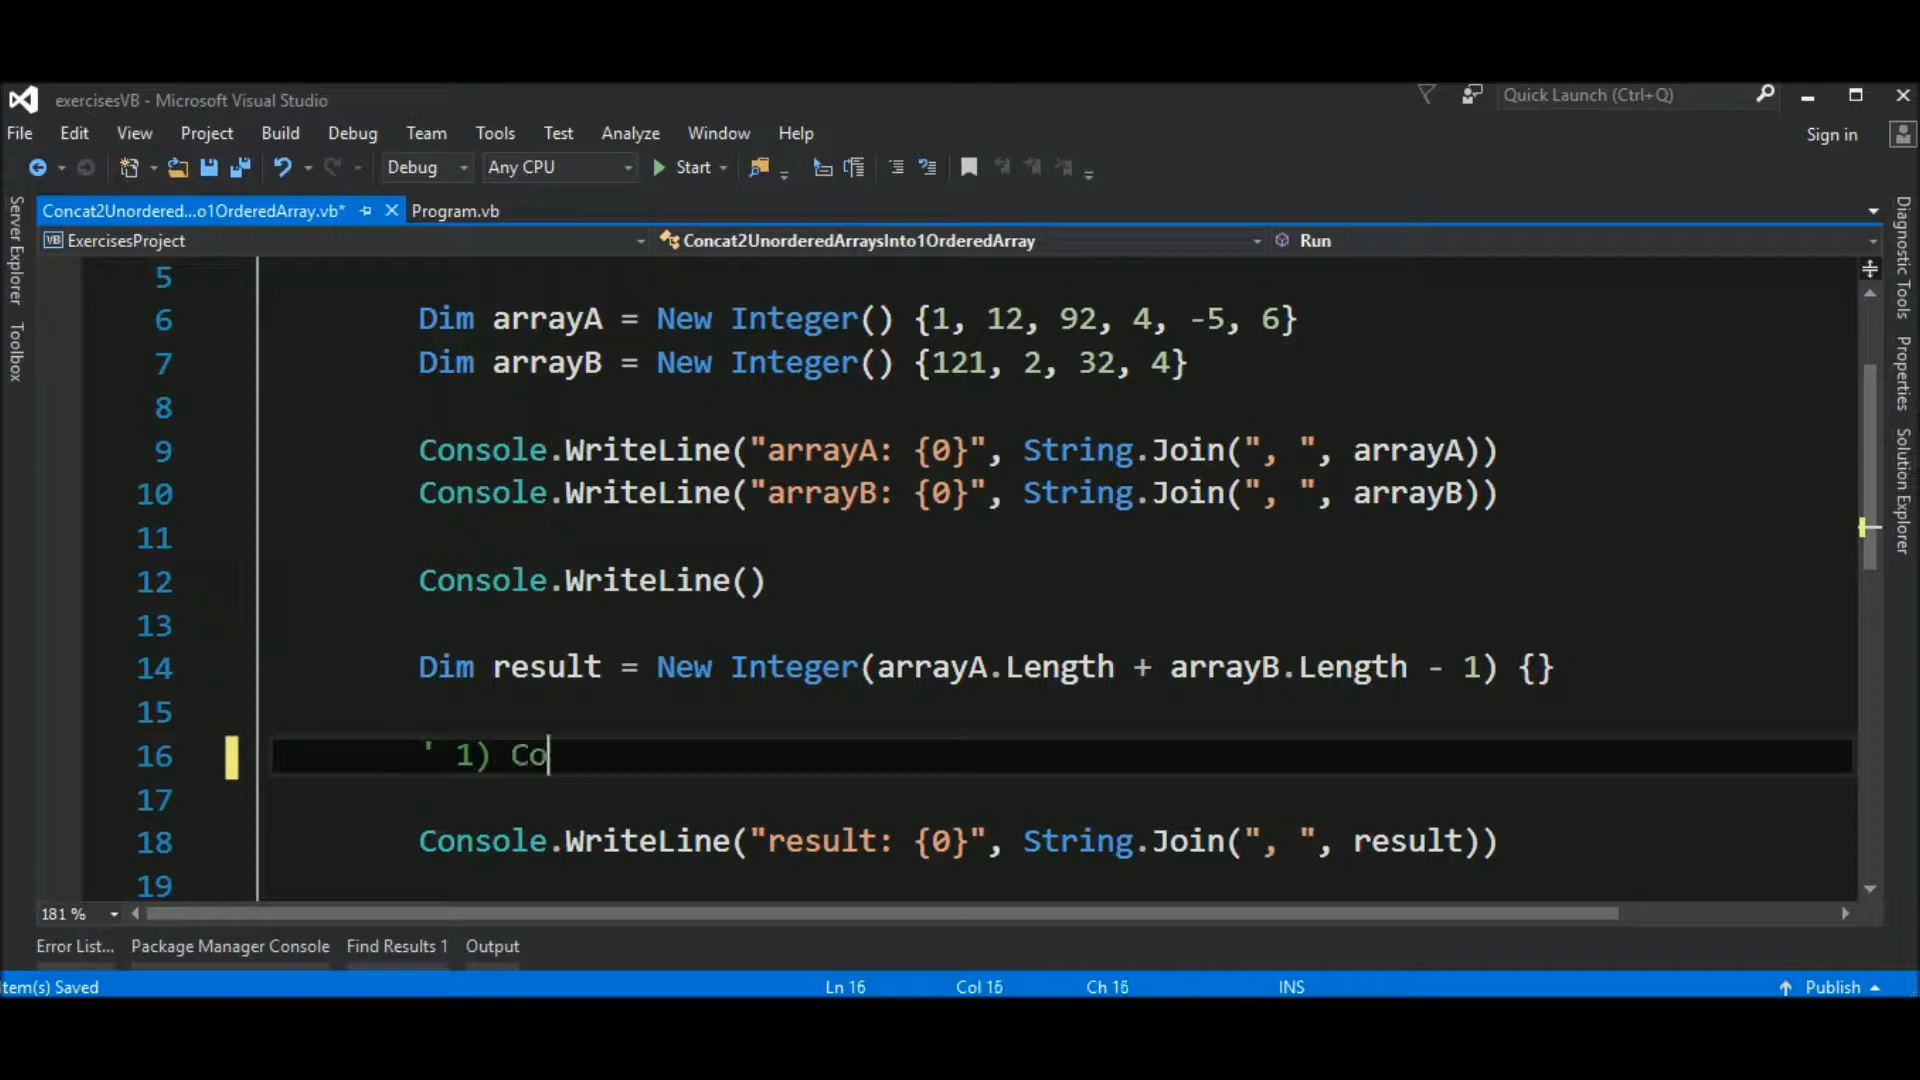 exercisesVB - Microsoft Visual Studio
Quick Launch (Ctrl+Q)
File Edit View Project Build Debug Team Tools Test Analyze Window Help
Sign in
Debug Any CPU Start
Concat2Unordered...o1OrderedArray.vb* Program.vb
VB ExercisesProject Concat2UnorderedArraysInto1OrderedArray Run
Server Explorer
Toolbox
5
6 Dim arrayA = New Integer() {1, 12, 92, 4, -5, 6}
7 Dim arrayB = New Integer() {121, 2, 32, 4}
8
9 Console.WriteLine("arrayA: {0}", String.Join(", ", arrayA))
10 Console.WriteLine("arrayB: {0}", String.Join(", ", arrayB))
11
12 Console.WriteLine()
13
14 Dim result = New Integer(arrayA.Length + arrayB.Length - 1) {}
15
16 ' 1) Co
17
18 Console.WriteLine("result: {0}", String.Join(", ", result))
19
Diagnostic Tools
Properties
Solution Explorer
181 %
Error List... Package Manager Console Find Results 1 Output
tem(s) Saved Ln 16 Col 15 Ch 15 INS Publish